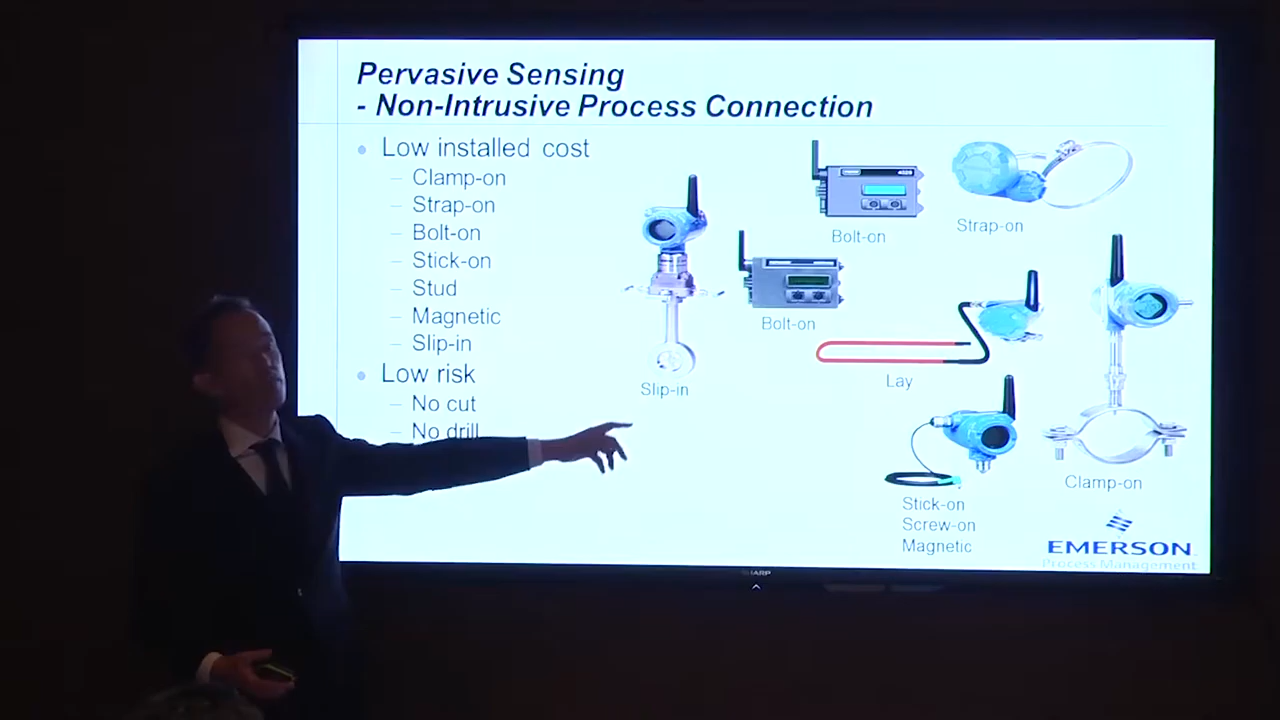 Pervasive Sensing
- Non-Intrusive Process Connection
Low installed cost
– Clamp-on
– Strap-on
– Bolt-on
– Stick-on
– Stud
– Magnetic
– Slip-in
Low risk
– No cut
– No drill
Slip-in
Bolt-on
Bolt-on
Strap-on
Lay
Stick-on
Screw-on
Magnetic
Clamp-on
EMERSON
Process Management
SHARP